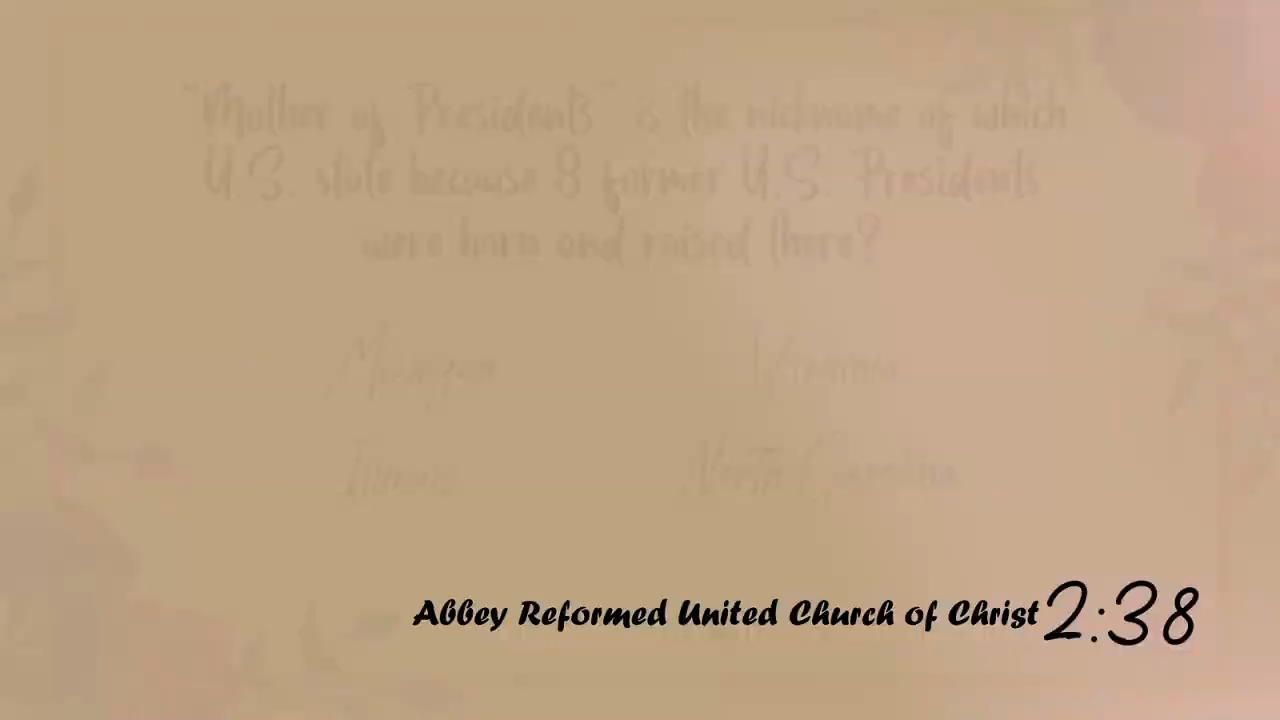 "Mother of Presidents" is the nickname of which
U.S. state because 8 former U.S. Presidents
were born and raised there?
Michigan Virginia
Illinois North Carolina
Abbey Reformed United Church of Christ 2:38